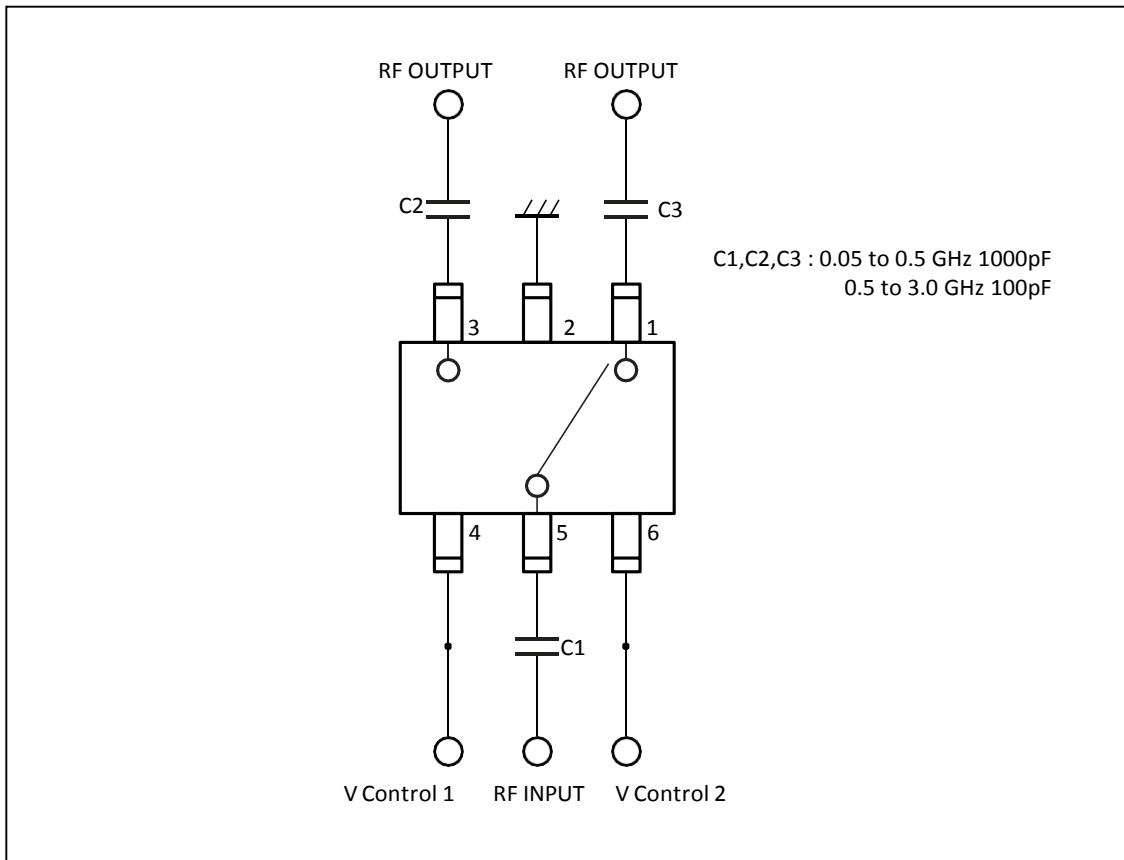 RF OUTPUT RF OUTPUT
C2 C3
C1,C2,C3 : 0.05 to 0.5 GHz 1000pF
0.5 to 3.0 GHz 100pF
3 2 1
4 5 6
C1
V Control 1 RF INPUT V Control 2